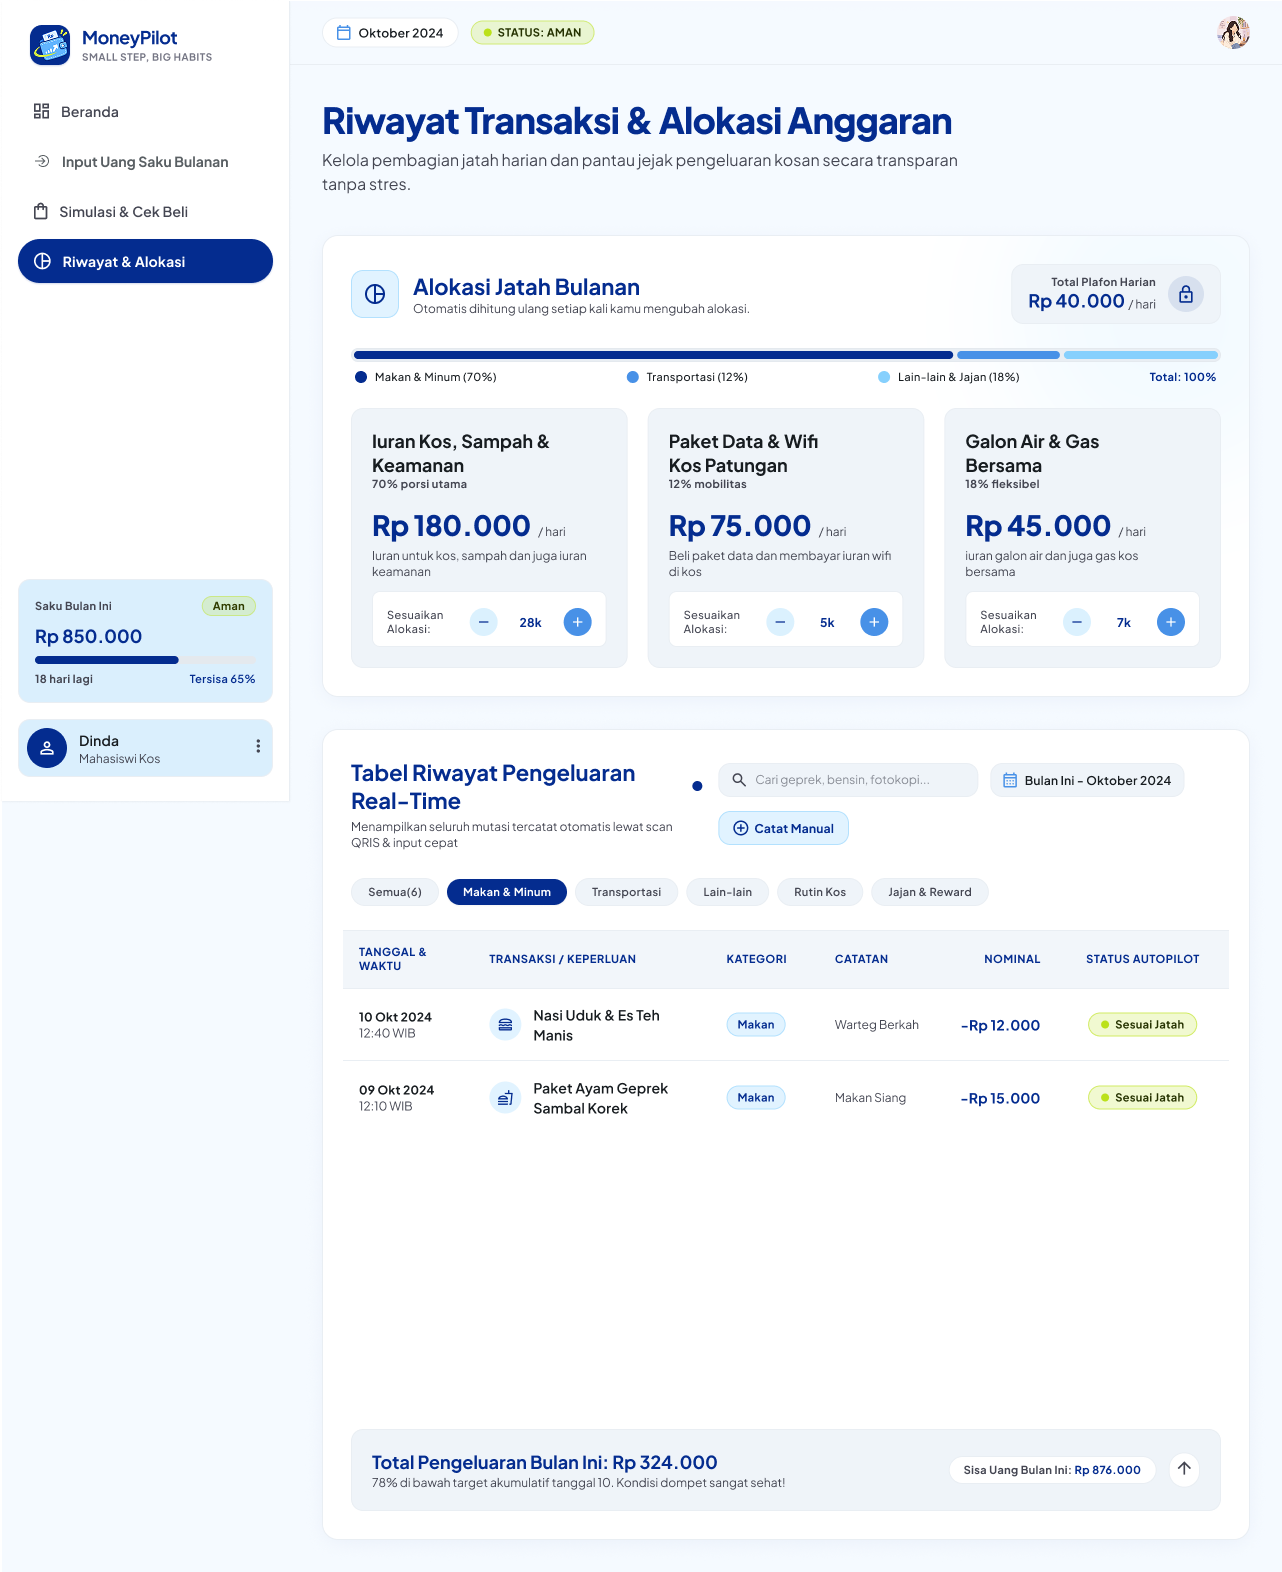 MoneyPilot
SMALL STEP, BIG HABITS
Beranda
Input Uang Saku Bulanan
Simulasi & Cek Beli
Riwayat & Alokasi
Saku Bulan Ini
Aman
Rp 850.000
18 hari lagi
Tersisa 65%
Dinda
Mahasiswi Kos
Oktober 2024
STATUS: AMAN
Riwayat Transaksi & Alokasi Anggaran
Kelola pembagian jatah harian dan pantau jejak pengeluaran kosan secara transparan
tanpa stres.
Alokasi Jatah Bulanan
Otomatis dihitung ulang setiap kali kamu mengubah alokasi.
Total Plafon Harian
Rp 40.000 / hari
Makan & Minum (70%)
Transportasi (12%)
Lain-lain & Jajan (18%)
Total: 100%
Iuran Kos, Sampah &
Keamanan
70% porsi utama
Rp 180.000 / hari
Iuran untuk kos, sampah dan juga iuran
keamanan
Sesuaikan
Alokasi:
28k
Paket Data & Wifi
Kos Patungan
12% mobilitas
Rp 75.000 / hari
Beli paket data dan membayar iuran wifi
di kos
Sesuaikan
Alokasi:
5k
Galon Air & Gas
Bersama
18% fleksibel
Rp 45.000 / hari
iuran galon air dan juga gas kos
bersama
Sesuaikan
Alokasi:
7k
Tabel Riwayat Pengeluaran
Real-Time
Menampilkan seluruh mutasi tercatat otomatis lewat scan
QRIS & input cepat
Cari geprek, bensin, fotokopi...
Bulan Ini - Oktober 2024
Catat Manual
Semua(6)
Makan & Minum
Transportasi
Lain-lain
Rutin Kos
Jajan & Reward
TANGGAL &
WAKTU
TRANSAKSI / KEPERLUAN
KATEGORI
CATATAN
NOMINAL
STATUS AUTOPILOT
10 Okt 2024
12:40 WIB
Nasi Uduk & Es Teh
Manis
Makan
Warteg Berkah
-Rp 12.000
Sesuai Jatah
09 Okt 2024
12:10 WIB
Paket Ayam Geprek
Sambal Korek
Makan
Makan Siang
-Rp 15.000
Sesuai Jatah
Total Pengeluaran Bulan Ini: Rp 324.000
78% di bawah target akumulatif tanggal 10. Kondisi dompet sangat sehat!
Sisa Uang Bulan Ini: Rp 876.000